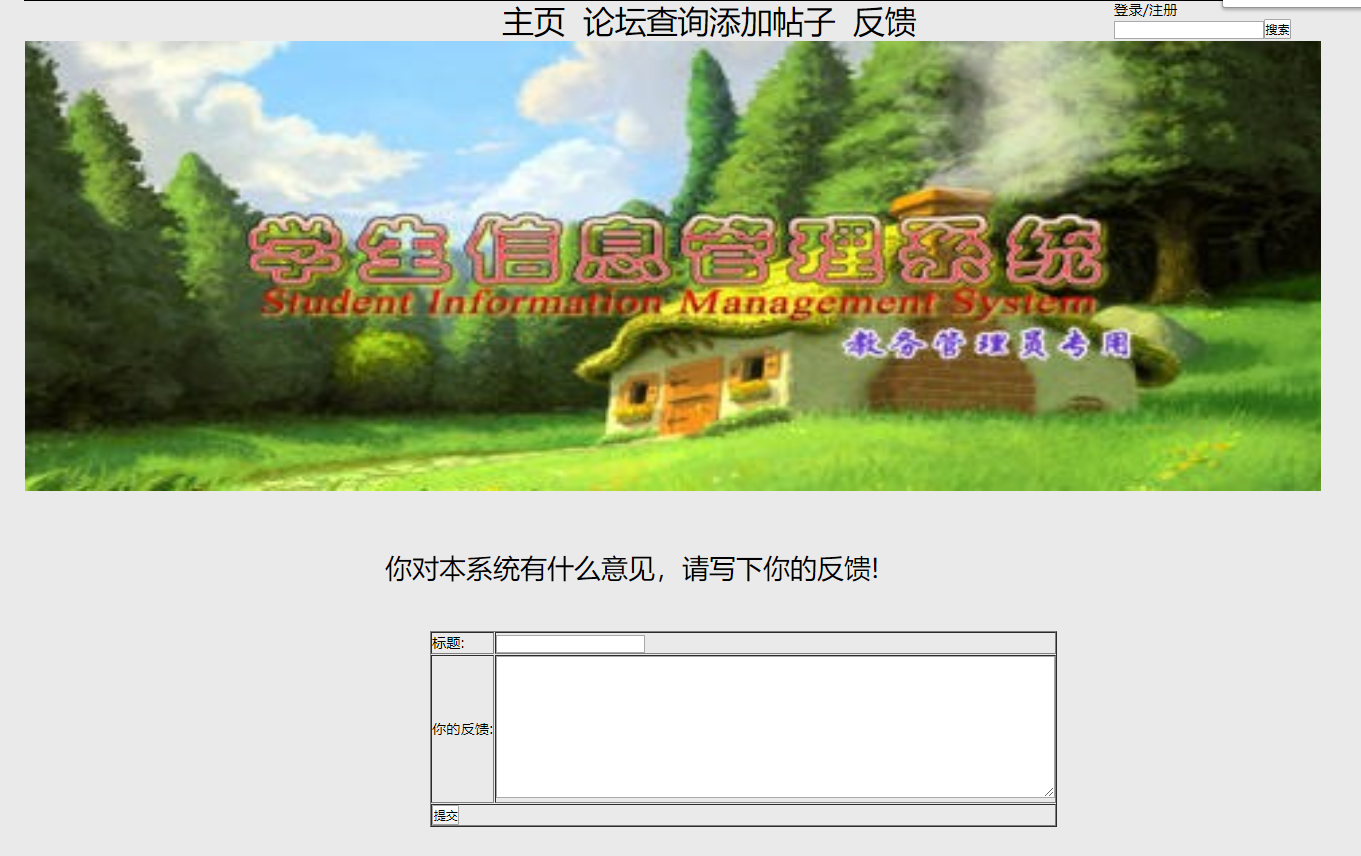 主页 论坛查询添加帖子 反馈
登录/注册
搜索
学生信息管理系统
Student Information Management System
教务管理员专用
你对本系统有什么意见，请写下你的反馈!
标题:
你的反馈:
提交